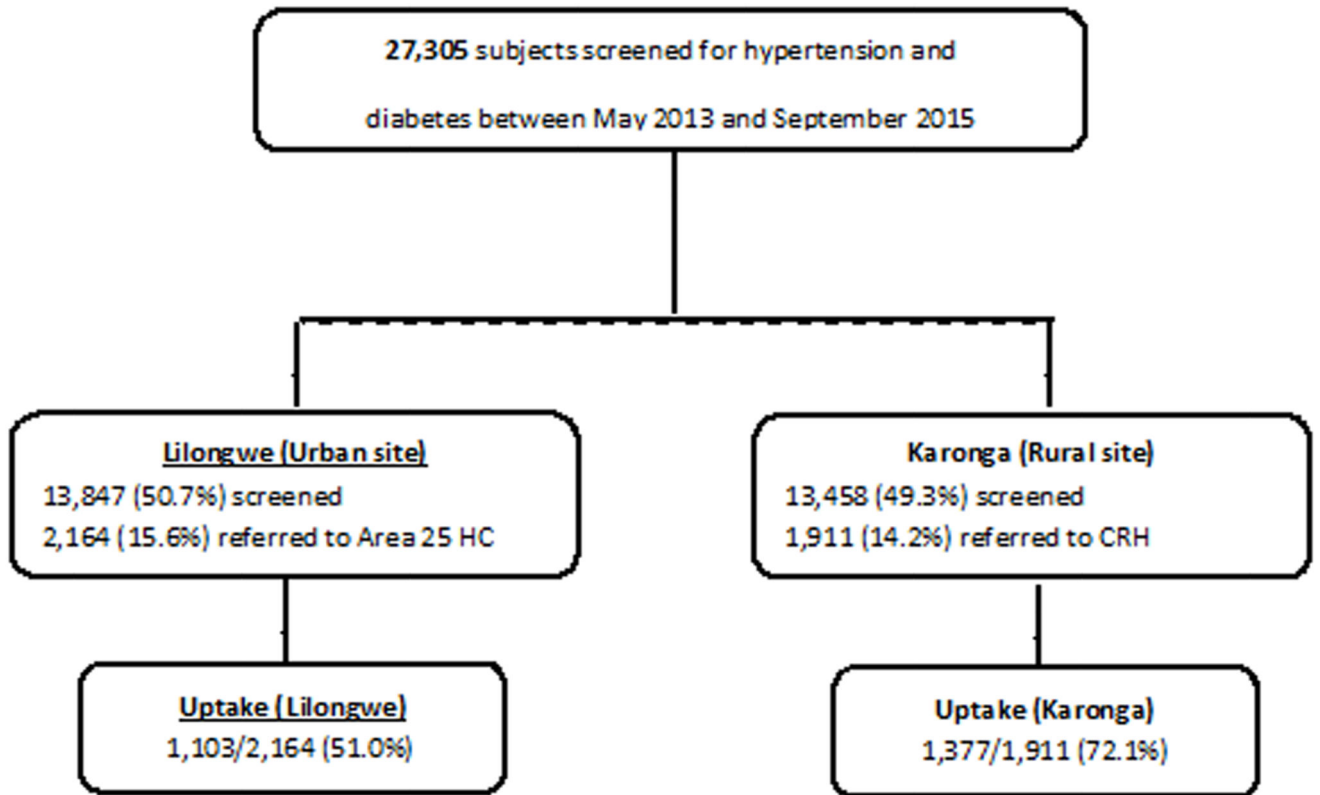 27,305 subjects screened for hypertension and
diabetes between May 2013 and September 2015
Lilongwe (Urban site)
13,847 (50.7%) screened
2,164 (15.6%) referred to Area 25 HC
Karonga (Rural site)
13,458 (49.3%) screened
1,911 (14.2%) referred to CRH
Uptake (Lilongwe)
1,103/2,164 (51.0%)
Uptake (Karonga)
1,377/1,911 (72.1%)